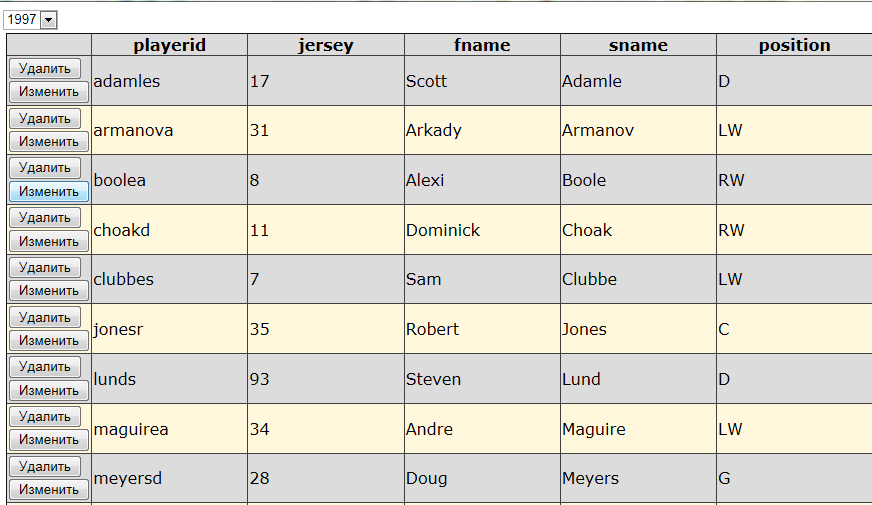 1997
playerid jersey fname sname position
Удалить
Изменить
adamles 17 Scott Adamle D
Удалить
Изменить
armanova 31 Arkady Armanov LW
Удалить
Изменить
boolea 8 Alexi Boole RW
Удалить
Изменить
choakd 11 Dominick Choak RW
Удалить
Изменить
clubbes 7 Sam Clubbe LW
Удалить
Изменить
jonesr 35 Robert Jones C
Удалить
Изменить
lunds 93 Steven Lund D
Удалить
Изменить
maguirea 34 Andre Maguire LW
Удалить
Изменить
meyersd 28 Doug Meyers G